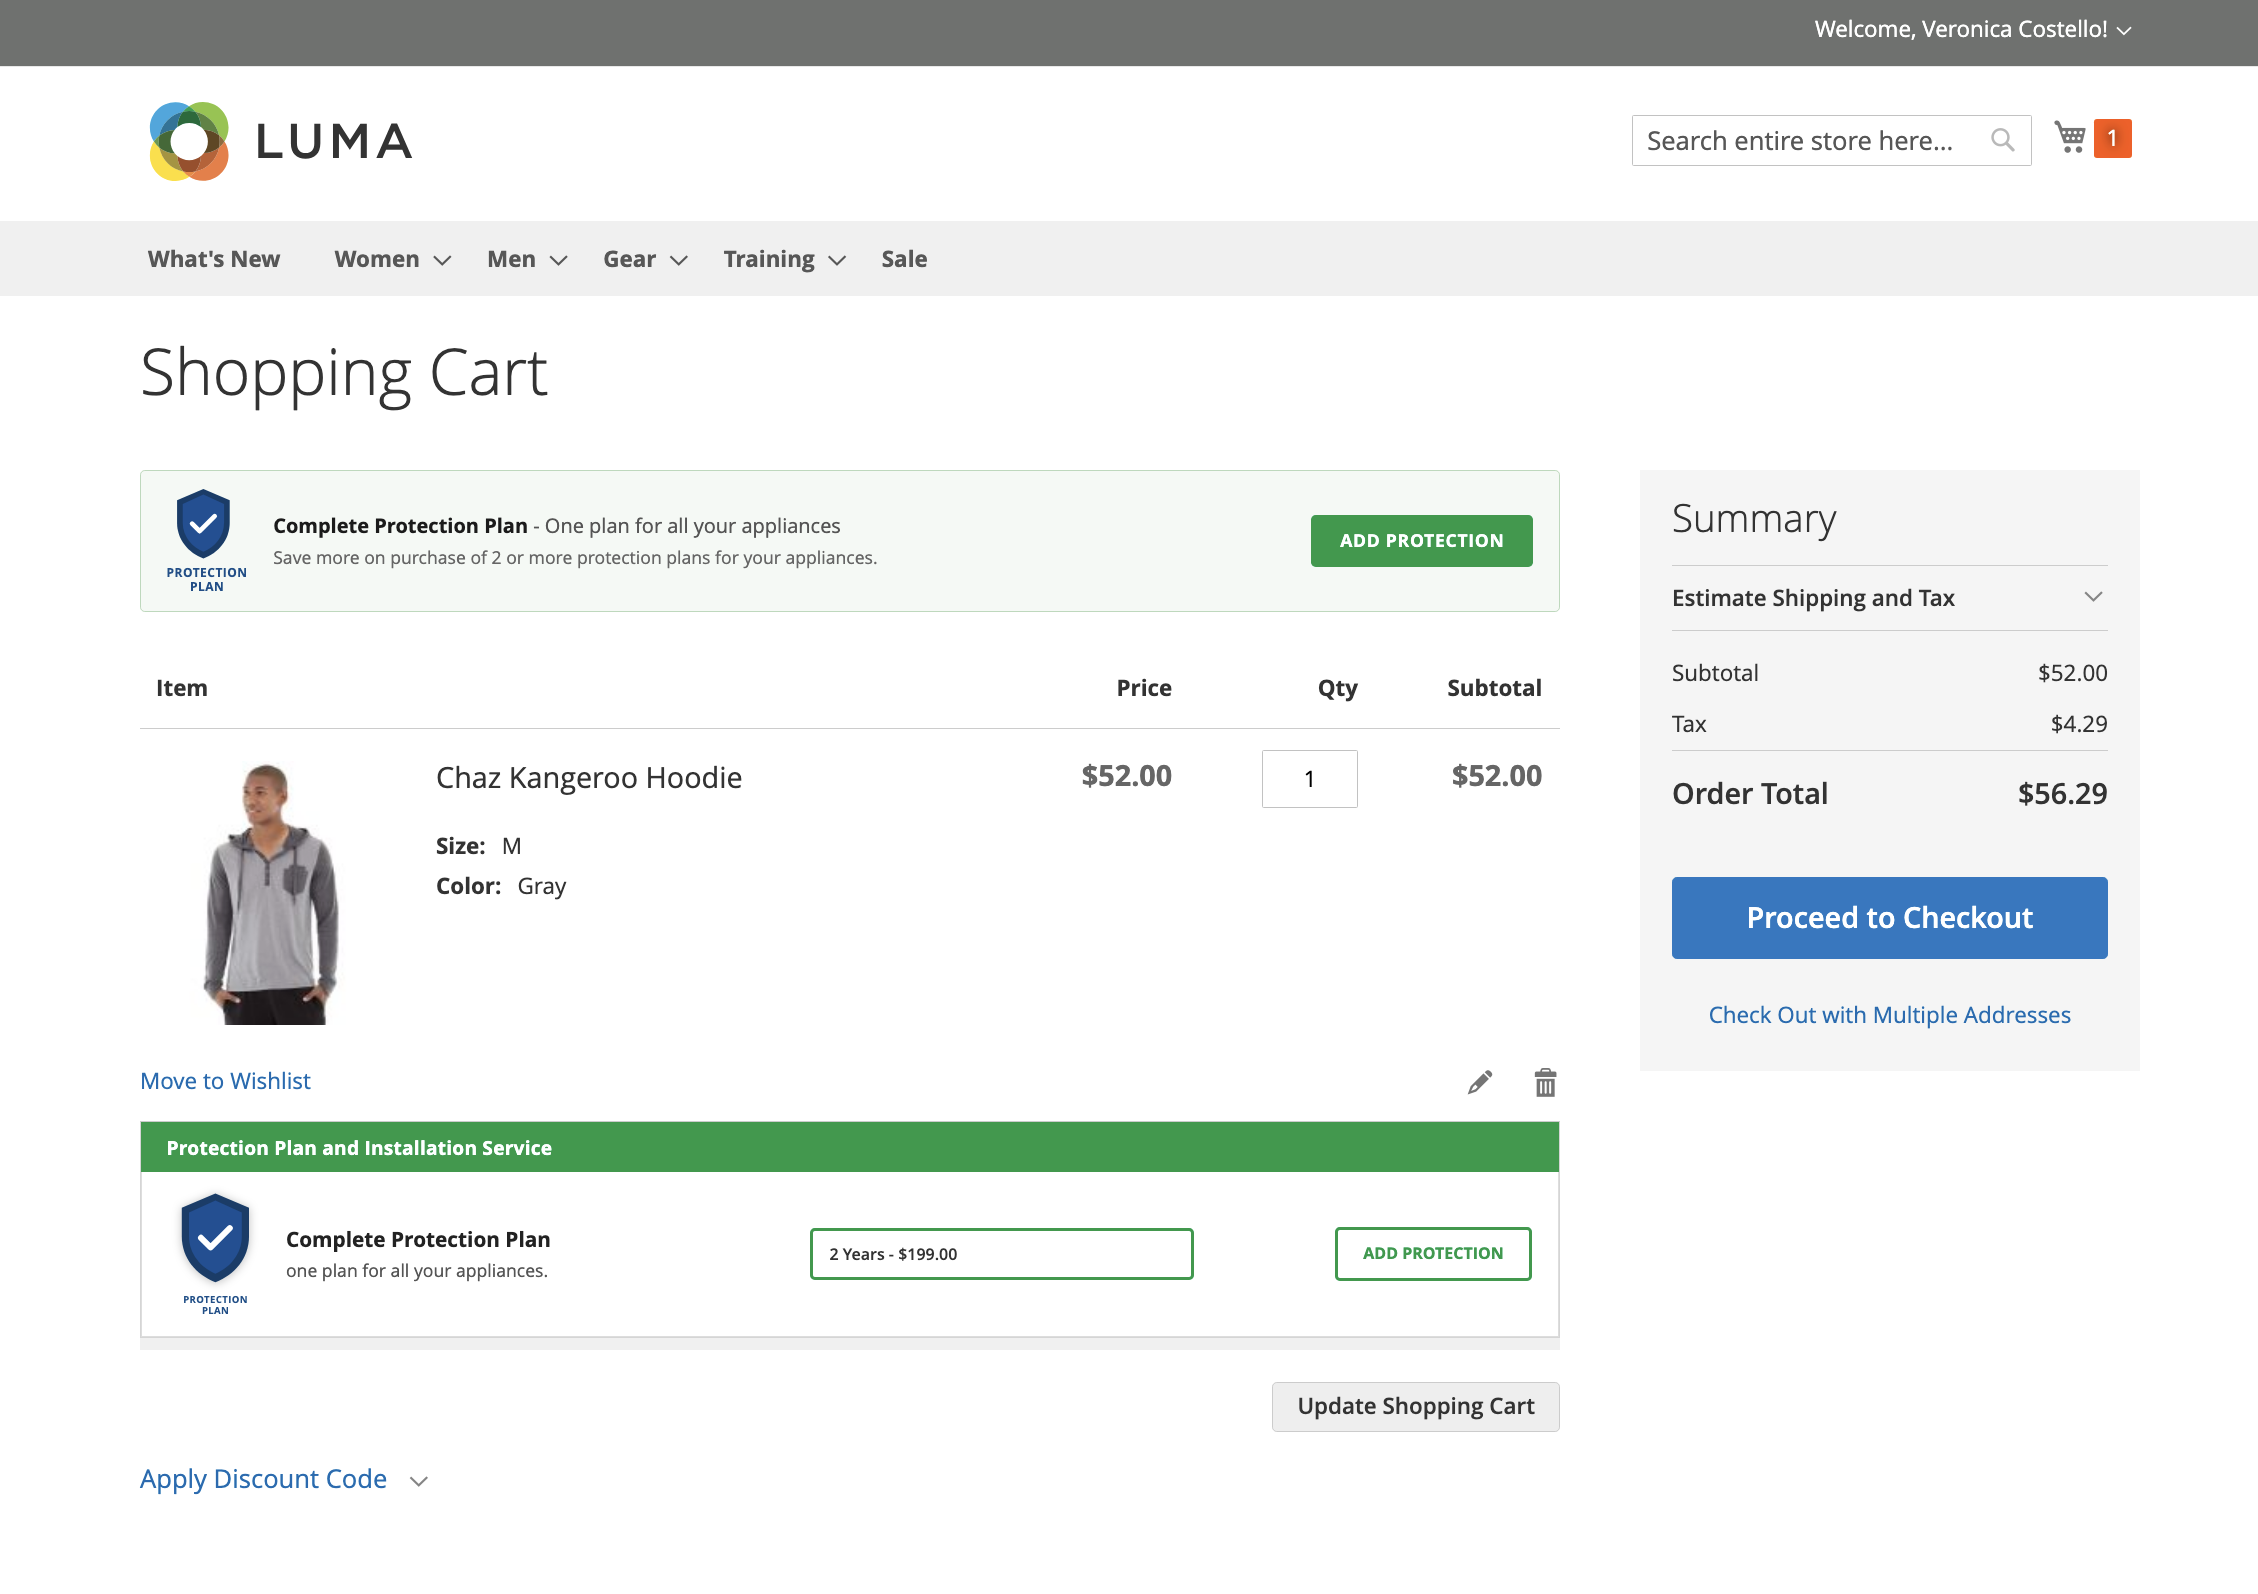 Welcome, Veronica Costello!
LUMA
Search entire store here...
1
What's New Women Men Gear Training Sale
Shopping Cart
PROTECTION
PLAN
Complete Protection Plan - One plan for all your appliances
Save more on purchase of 2 or more protection plans for your appliances.
ADD PROTECTION
Item Price Qty Subtotal
Chaz Kangeroo Hoodie $52.00 1 $52.00
Size: M
Color: Gray
Move to Wishlist
Protection Plan and Installation Service
PROTECTION
PLAN
Complete Protection Plan
one plan for all your appliances.
2 Years - $199.00
ADD PROTECTION
Update Shopping Cart
Apply Discount Code
Summary
Estimate Shipping and Tax
Subtotal $52.00
Tax $4.29
Order Total $56.29
Proceed to Checkout
Check Out with Multiple Addresses